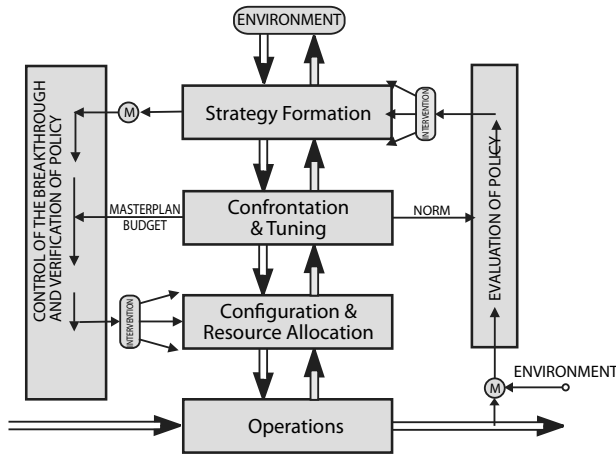 ENVIRONMENT
Strategy Formation
M
INTERVENTION
CONTROL OF THE BREAKTHROUGH
AND VERIFICATION OF POLICY
MASTERPLAN
BUDGET
Confrontation
& Tuning
NORM
EVALUATION OF POLICY
INTERVENTION
Configuration &
Resource Allocation
ENVIRONMENT
M
Operations